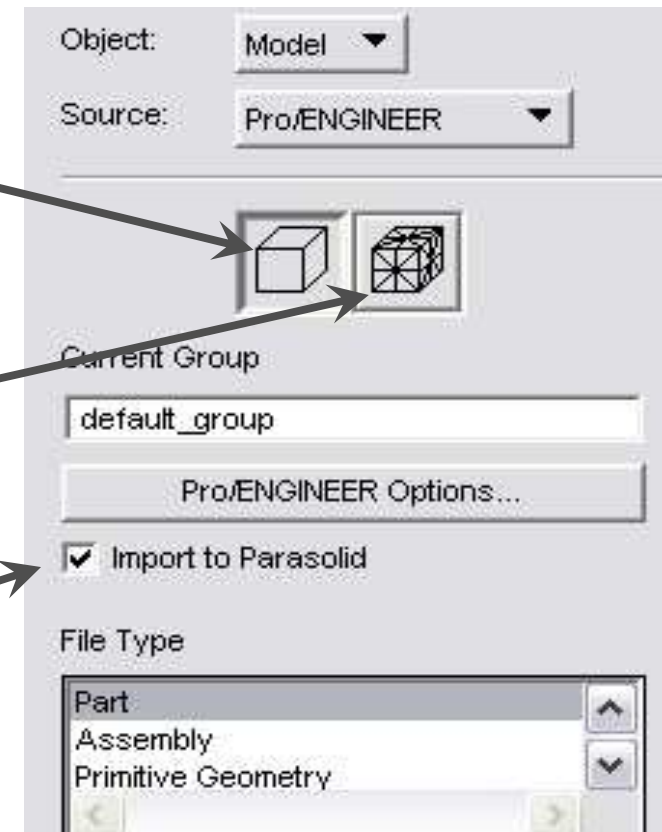 Object: Model
Source: Pro/ENGINEER
Current Group
default_group
Pro/ENGINEER Options...
Import to Parasolid
File Type
Part
Assembly
Primitive Geometry